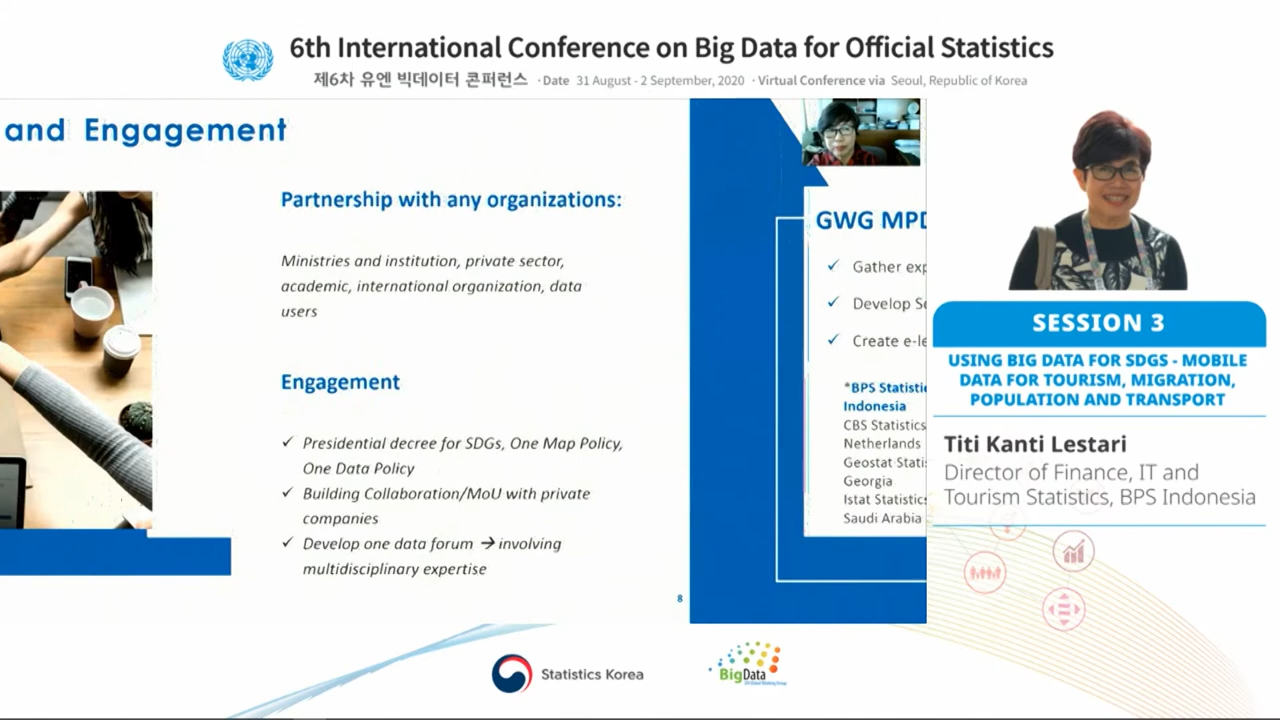 6th International Conference on Big Data for Official Statistics
제6차 유엔 빅데이터 콘퍼런스 · Date 31 August - 2 September, 2020 · Virtual Conference via Seoul, Republic of Korea
and Engagement
Partnership with any organizations:
Ministries and institution, private sector,
academic, international organization, data
users
Engagement
✓ Presidential decree for SDGs, One Map Policy,
One Data Policy
✓ Building Collaboration/MoU with private
companies
✓ Develop one data forum → involving
multidisciplinary expertise
8
GWG MPD
✓ Gather exp
✓ Develop Se
✓ Create e-le
*BPS Statistic
Indonesia
CBS Statistics
Netherlands
Geostat Stati
Georgia
Istat Statistics
Saudi Arabia
SESSION 3
USING BIG DATA FOR SDGS - MOBILE
DATA FOR TOURISM, MIGRATION,
POPULATION AND TRANSPORT
Titi Kanti Lestari
Director of Finance, IT and
Tourism Statistics, BPS Indonesia
Statistics Korea
BigData